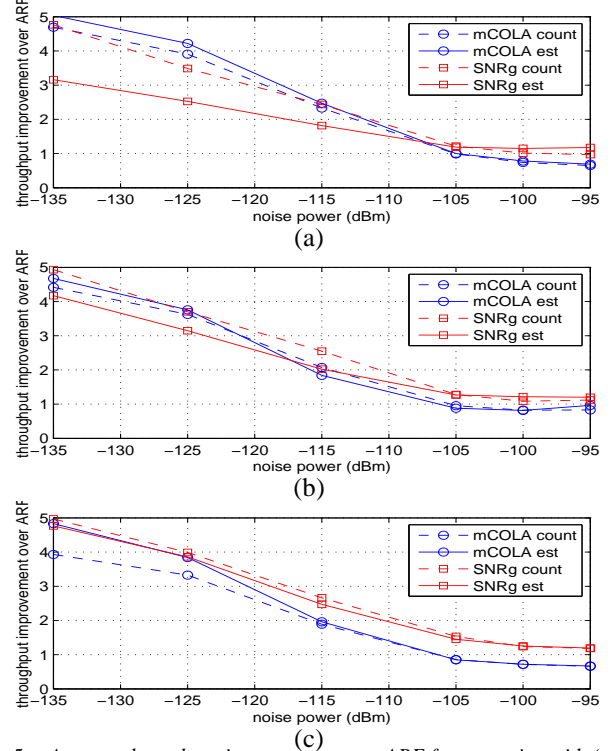 throughput improvement over ARF
5
4
3
2
1
0
mCOLA count
mCOLA est
SNRg count
SNRg est
−135 −130 −125 −120 −115 −110 −105 −100 −95
noise power (dBm)
(a)
throughput improvement over ARF
5
4
3
2
1
0
mCOLA count
mCOLA est
SNRg count
SNRg est
−135 −130 −125 −120 −115 −110 −105 −100 −95
noise power (dBm)
(b)
throughput improvement over ARF
5
4
3
2
1
0
mCOLA count
mCOLA est
SNRg count
SNRg est
−135 −130 −125 −120 −115 −110 −105 −100 −95
noise power (dBm)
(c)